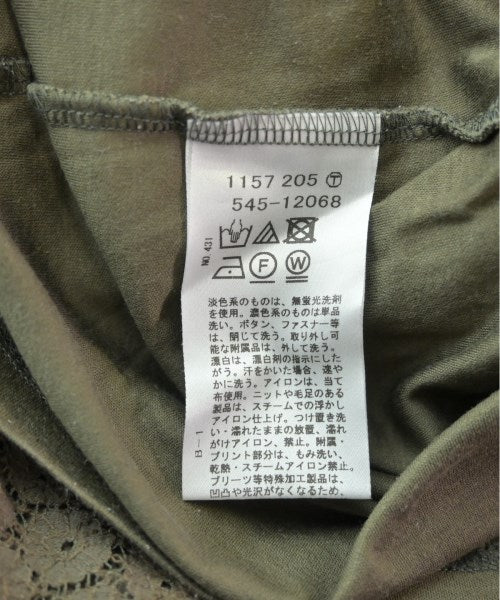 1157 205 Ⓣ
545-12068
NO.431
F W
淡色系のものは、無蛍光洗剤
を使用。濃色系のものは単品
洗い。ボタン、ファスナー等
は、閉じて洗う。取り外し可
能な附属品は、外して洗う。
漂白は、漂白剤の指示にした
がう。汗をかいた場合、速や
かに洗う。アイロンは、当て
布使用。ニットや毛足のある
製品は、スチームでの浮かし
アイロン仕上げ。つけ置き洗
い・濡れたままの放置、濡れ
がけアイロン、禁止。附属・
プリント部分は、もみ洗い、
乾熱・スチームアイロン禁止。
プリーツ等特殊加工製品は、
凹凸や光沢がなくなるため、
B-1